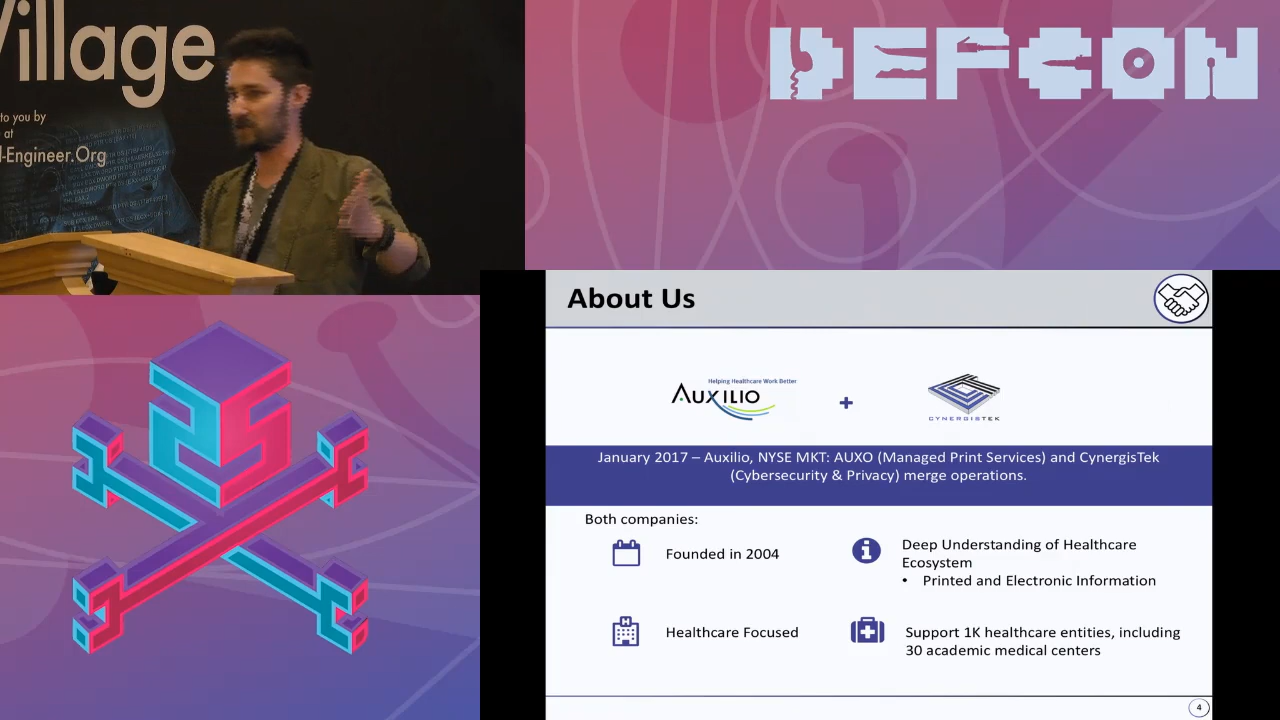 Village
to you by
at
l-Engineer.Org
DEFCON
About Us
Helping Healthcare Work Better
AUXILIO
+
CYNERGISTEK
January 2017 – Auxilio, NYSE MKT: AUXO (Managed Print Services) and CynergisTek
(Cybersecurity & Privacy) merge operations.
Both companies:
Founded in 2004
Deep Understanding of Healthcare
Ecosystem
• Printed and Electronic Information
Healthcare Focused
Support 1K healthcare entities, including
30 academic medical centers
4